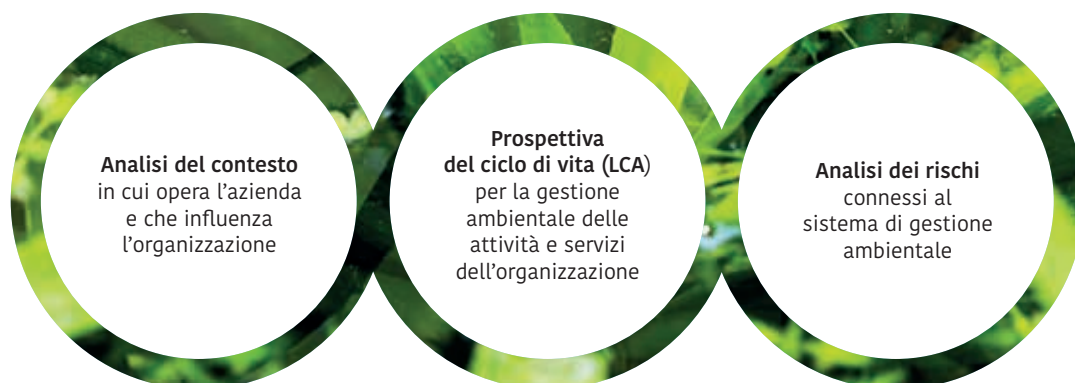 Analisi del contesto
in cui opera l’azienda
e che influenza
l’organizzazione
Prospettiva
del ciclo di vita (LCA)
per la gestione
ambientale delle
attività e servizi
dell’organizzazione
Analisi dei rischi
connessi al
sistema di gestione
ambientale